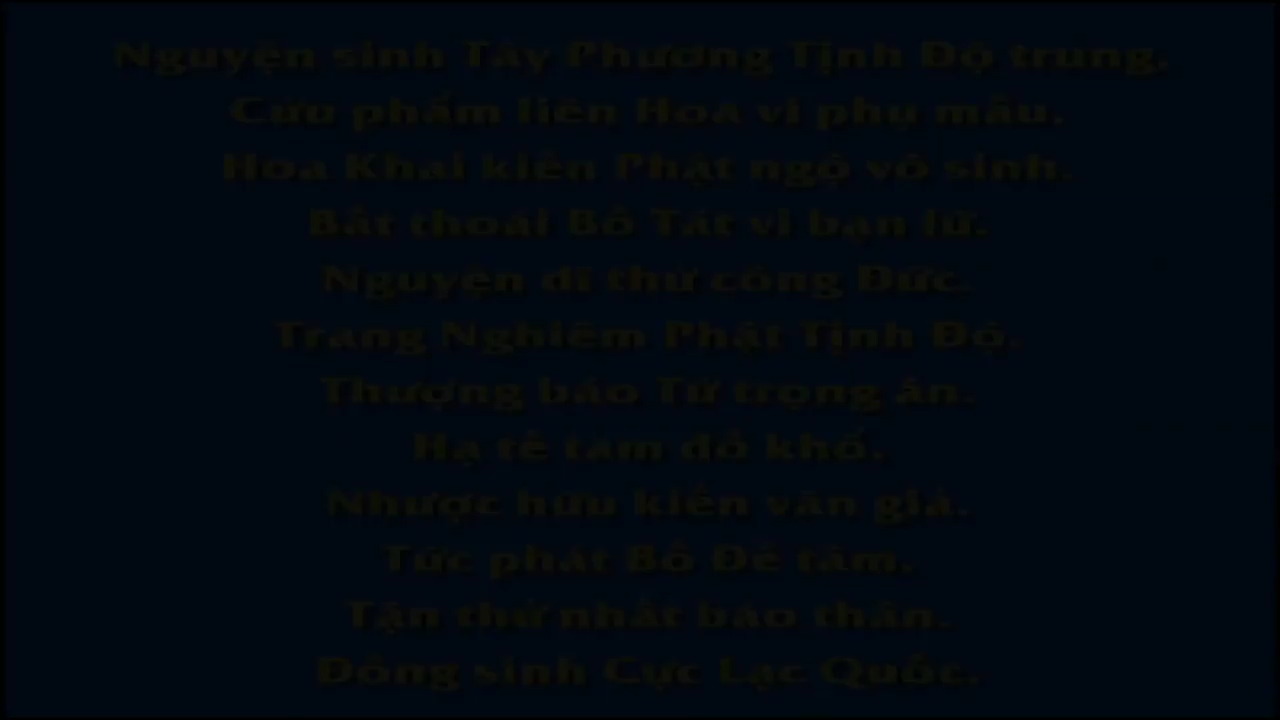 Nguyện sinh Tây Phương Tịnh Độ trung.
Cửu phẩm liên Hoa vi phụ mẫu.
Hoa Khai kiến Phật ngộ vô sinh.
Bất thoái Bồ Tát vi bạn lữ.
Nguyện dĩ thử công Đức.
Trang Nghiêm Phật Tịnh Độ.
Thượng báo Tứ trọng ân.
Hạ tế tam đồ khổ.
Nhược hữu kiến văn giả.
Tức phát Bồ Đề tâm.
Tận thử nhất báo thân.
Đồng sinh Cực Lạc Quốc.